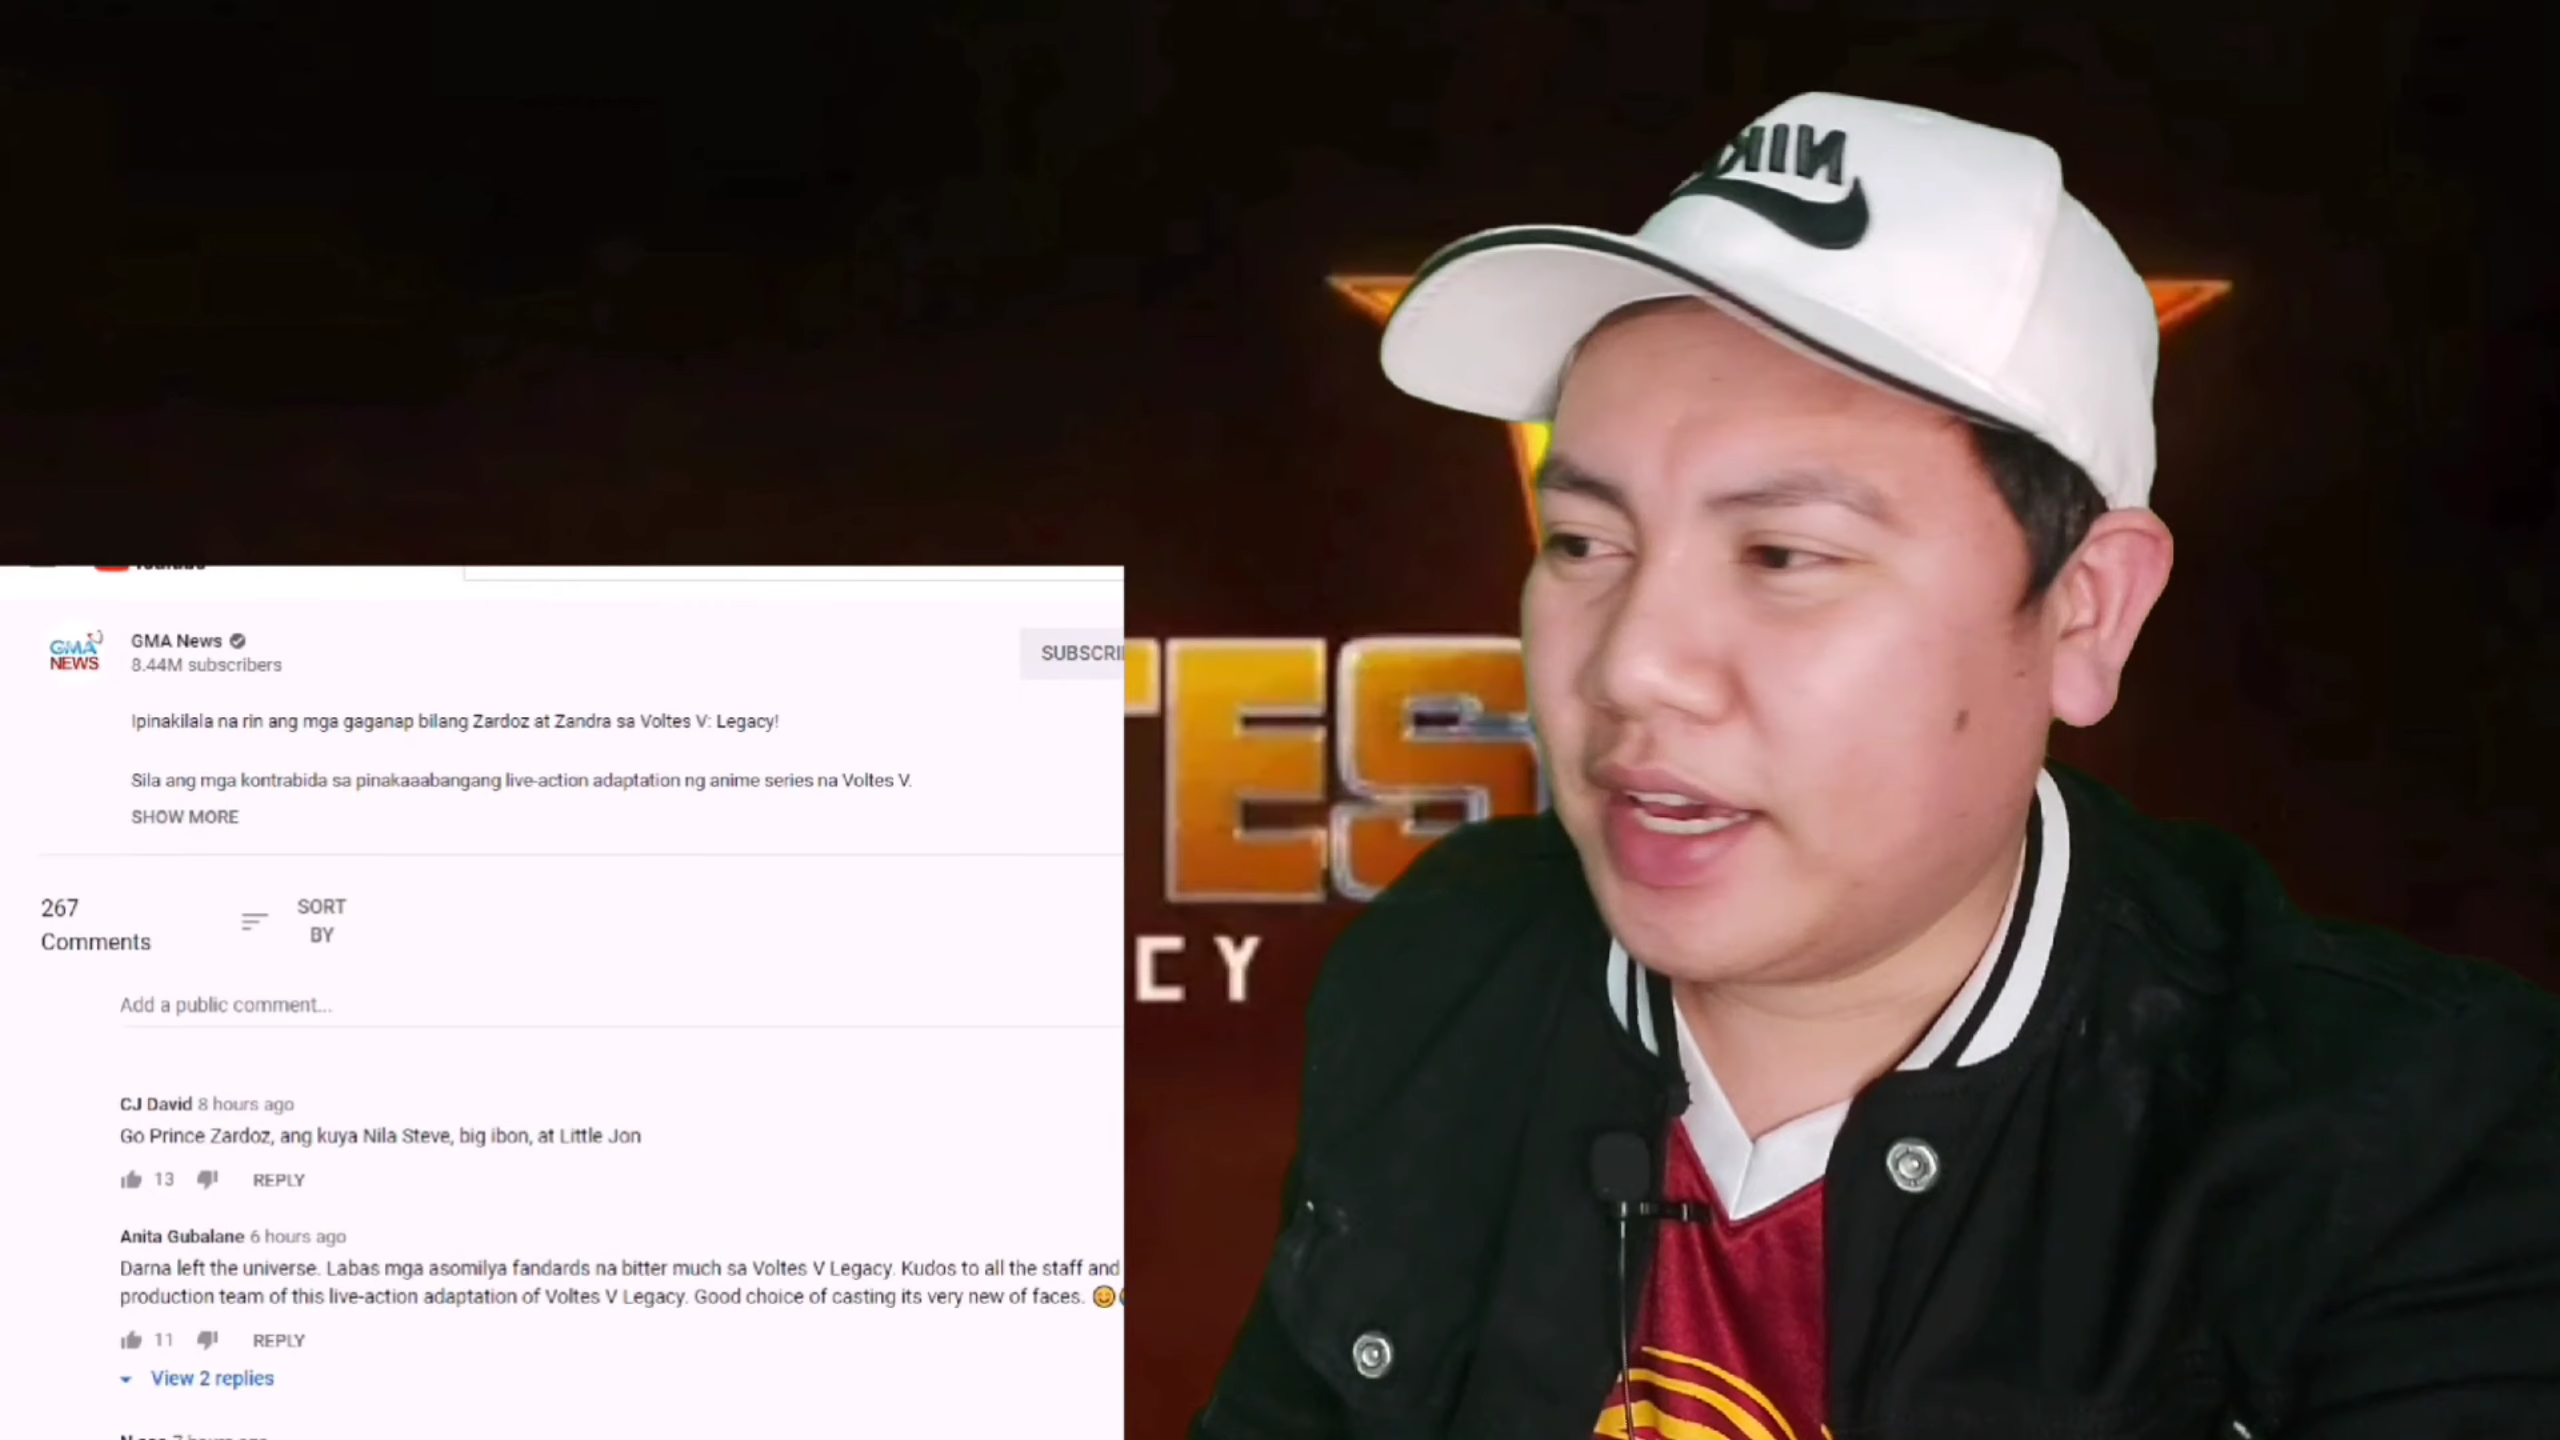 NIK
GMA
NEWS
GMA News
8.44M subscribers
SUBSCRI
Ipinakilala na rin ang mga gaganap bilang Zardoz at Zandra sa Voltes V: Legacy!
Sila ang mga kontrabida sa pinakaaabangang live-action adaptation ng anime series na Voltes V.
SHOW MORE
267
Comments
SORT
BY
Add a public comment...
CJ David 8 hours ago
Go Prince Zardoz, ang kuya Nila Steve, big ibon, at Little Jon
13 REPLY
Anita Gubalane 6 hours ago
Darna left the universe. Labas mga asomilya fandards na bitter much sa Voltes V Legacy. Kudos to all the staff and
production team of this live-action adaptation of Voltes V Legacy. Good choice of casting its very new of faces. 😊
11 REPLY
View 2 replies
TES
CY